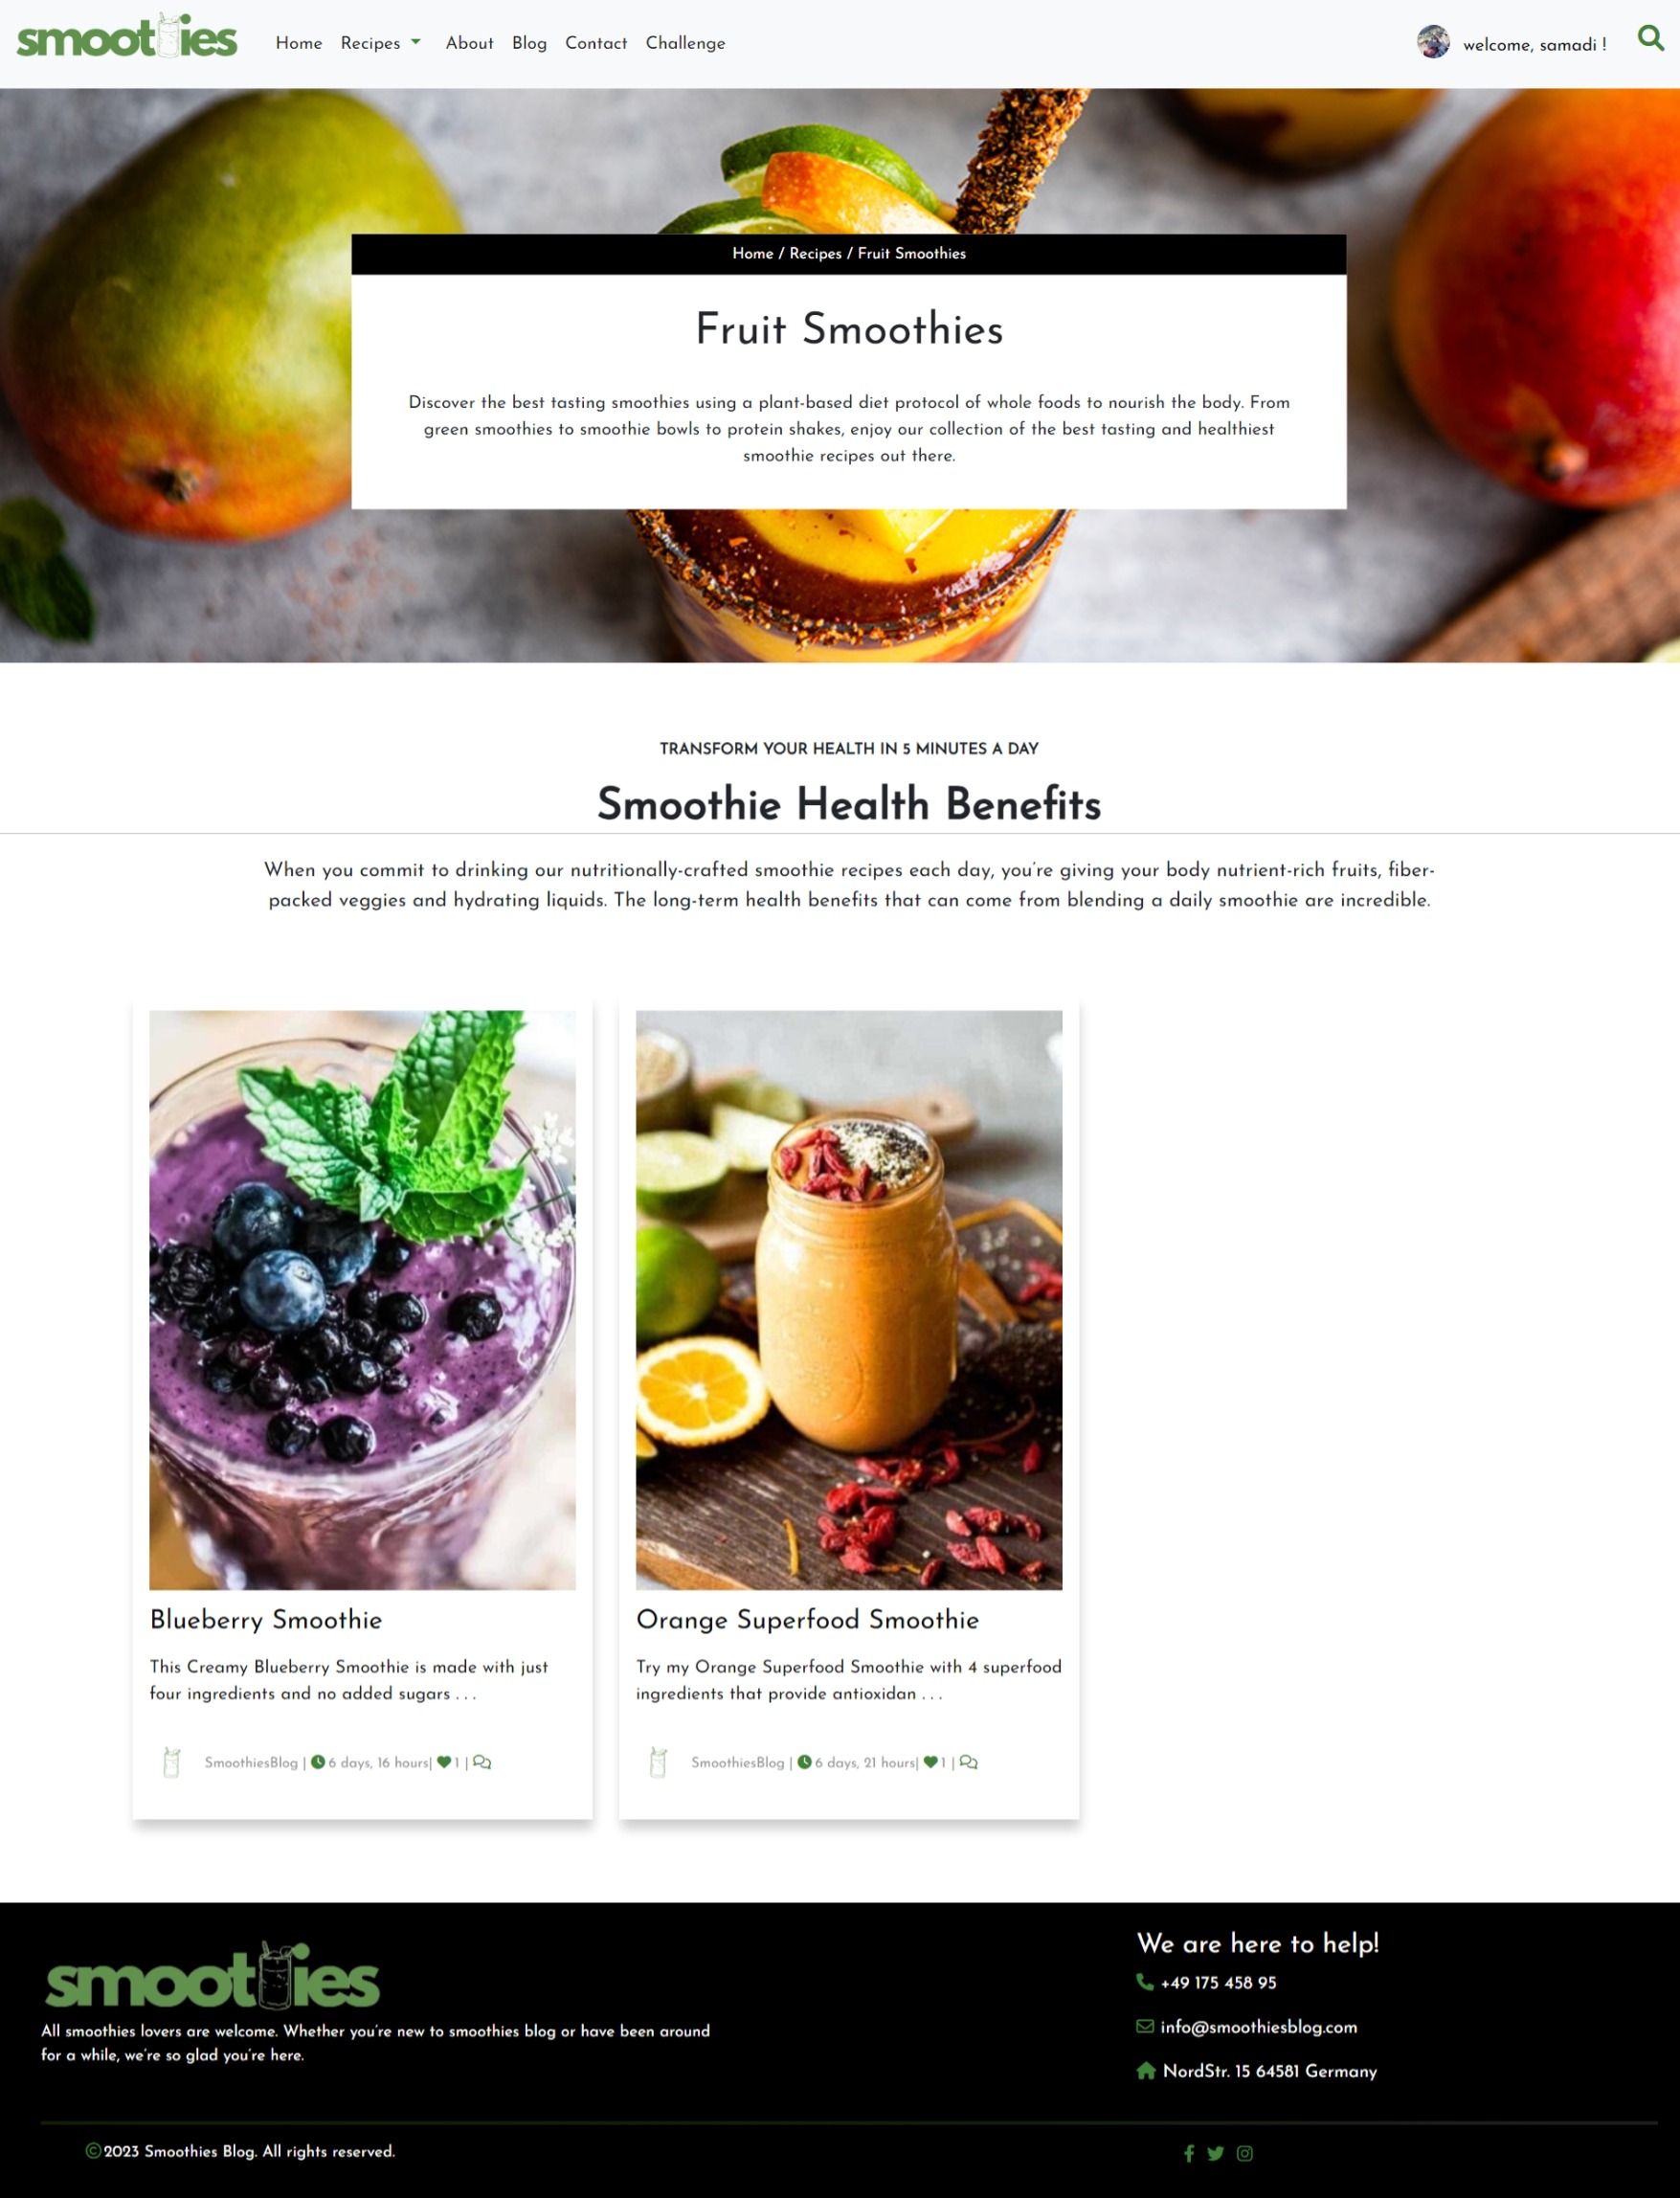 smoothies
Home Recipes About Blog Contact Challenge
welcome, samadi !
Home / Recipes / Fruit Smoothies
Fruit Smoothies
Discover the best tasting smoothies using a plant-based diet protocol of whole foods to nourish the body. From
green smoothies to smoothie bowls to protein shakes, enjoy our collection of the best tasting and healthiest
smoothie recipes out there.
TRANSFORM YOUR HEALTH IN 5 MINUTES A DAY
Smoothie Health Benefits
When you commit to drinking our nutritionally-crafted smoothie recipes each day, you're giving your body nutrient-rich fruits, fiber-
packed veggies and hydrating liquids. The long-term health benefits that can come from blending a daily smoothie are incredible.
Blueberry Smoothie
This Creamy Blueberry Smoothie is made with just
four ingredients and no added sugars . . .
SmoothiesBlog | 6 days, 16 hours| 1 |
Orange Superfood Smoothie
Try my Orange Superfood Smoothie with 4 superfood
ingredients that provide antioxidan . . .
SmoothiesBlog | 6 days, 21 hours| 1 |
smoothies
All smoothies lovers are welcome. Whether you're new to smoothies blog or have been around
for a while, we're so glad you're here.
We are here to help!
+49 175 458 95
info@smoothiesblog.com
NordStr. 15 64581 Germany
©2023 Smoothies Blog. All rights reserved.